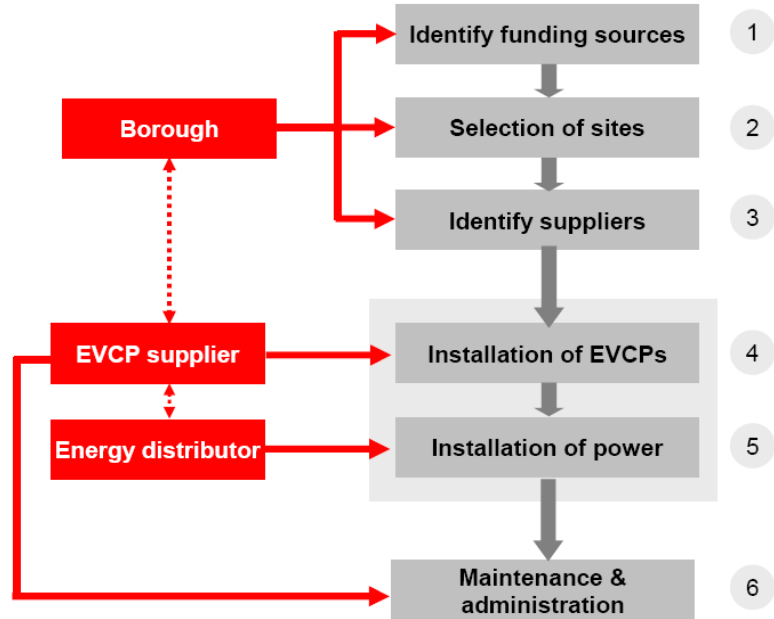 Identify funding sources
1
Borough
Selection of sites
2
Identify suppliers
3
EVCP supplier
Installation of EVCPs
4
Energy distributor
Installation of power
5
Maintenance &
administration
6